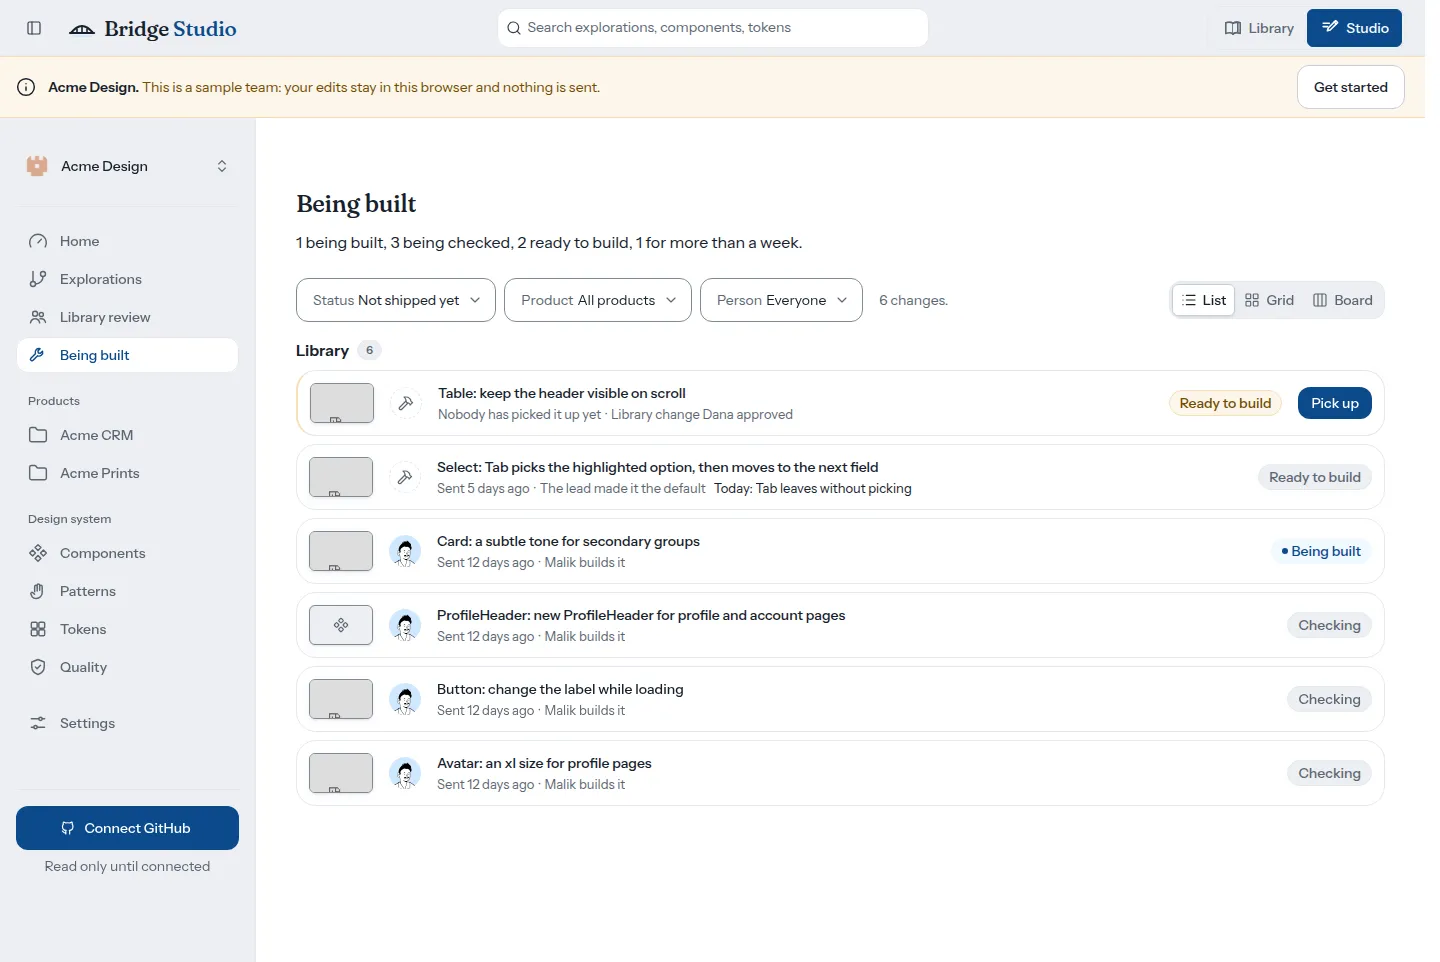 Bridge Studio
Search explorations, components, tokens
Library
Studio
Acme Design. This is a sample team: your edits stay in this browser and nothing is sent.
Get started
Acme Design
Home
Explorations
Library review
Being built
Products
Acme CRM
Acme Prints
Design system
Components
Patterns
Tokens
Quality
Settings
Connect GitHub
Read only until connected
Being built
1 being built, 3 being checked, 2 ready to build, 1 for more than a week.
Status Not shipped yet
Product All products
Person Everyone
6 changes.
List
Grid
Board
Library 6
Table: keep the header visible on scroll
Nobody has picked it up yet · Library change Dana approved
Ready to build
Pick up
Select: Tab picks the highlighted option, then moves to the next field
Sent 5 days ago · The lead made it the default Today: Tab leaves without picking
Ready to build
Card: a subtle tone for secondary groups
Sent 12 days ago · Malik builds it
Being built
ProfileHeader: new ProfileHeader for profile and account pages
Sent 12 days ago · Malik builds it
Checking
Button: change the label while loading
Sent 12 days ago · Malik builds it
Checking
Avatar: an xl size for profile pages
Sent 12 days ago · Malik builds it
Checking